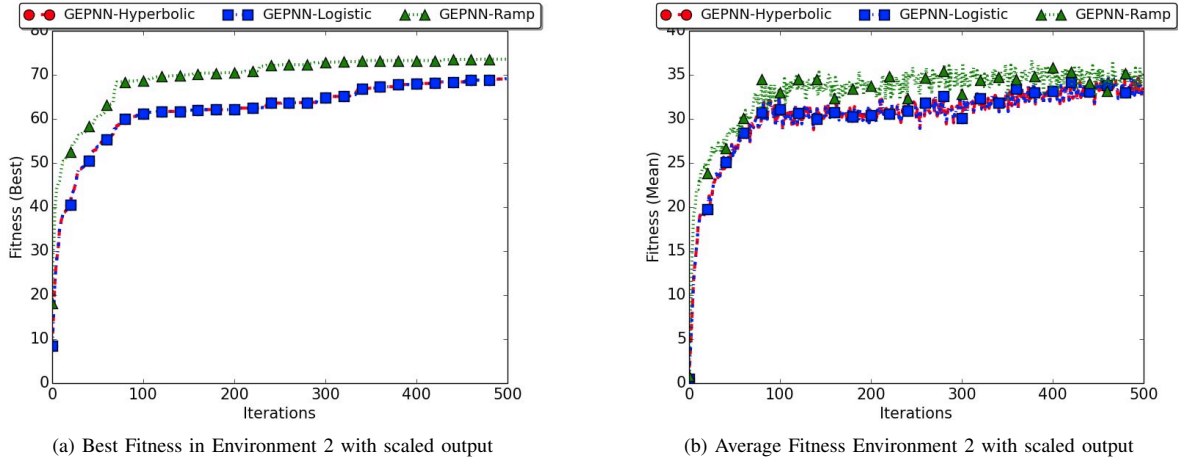 GEPNN-Hyperbolic GEPNN-Logistic GEPNN-Ramp
80
70
60
50
40
30
20
10
0
Fitness (Best)
0 100 200 300 400 500
Iterations
(a) Best Fitness in Environment 2 with scaled output
GEPNN-Hyperbolic GEPNN-Logistic GEPNN-Ramp
40
35
30
25
20
15
10
5
0
Fitness (Mean)
0 100 200 300 400 500
Iterations
(b) Average Fitness Environment 2 with scaled output